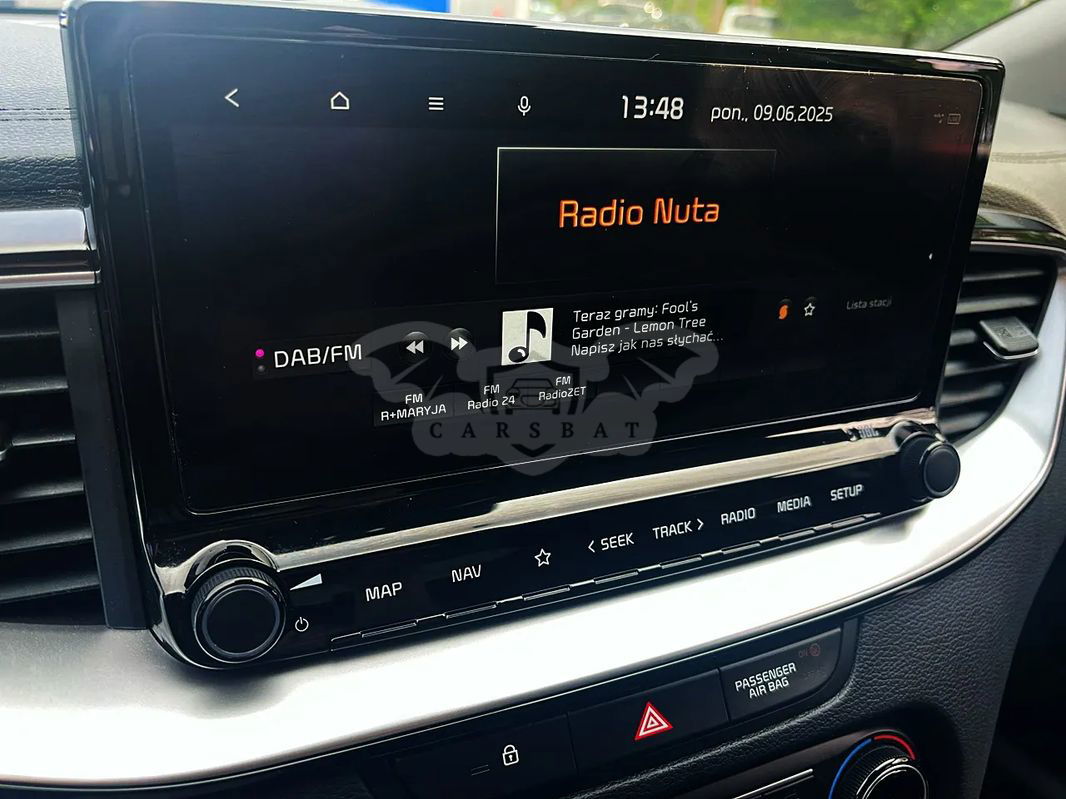 13:48 pon., 09.06.2025
Radio Nuta
Teraz gramy: Fool's
Garden - Lemon Tree
Napisz jak nas słychać...
Lista stacji
DAB/FM
FM
R+MARYJA
FM
Radio 24
FM
RadioZET
CARSBAT
JBL
MAP
NAV
< SEEK
TRACK >
RADIO
MEDIA
SETUP
PASSENGER
AIR BAG
ON